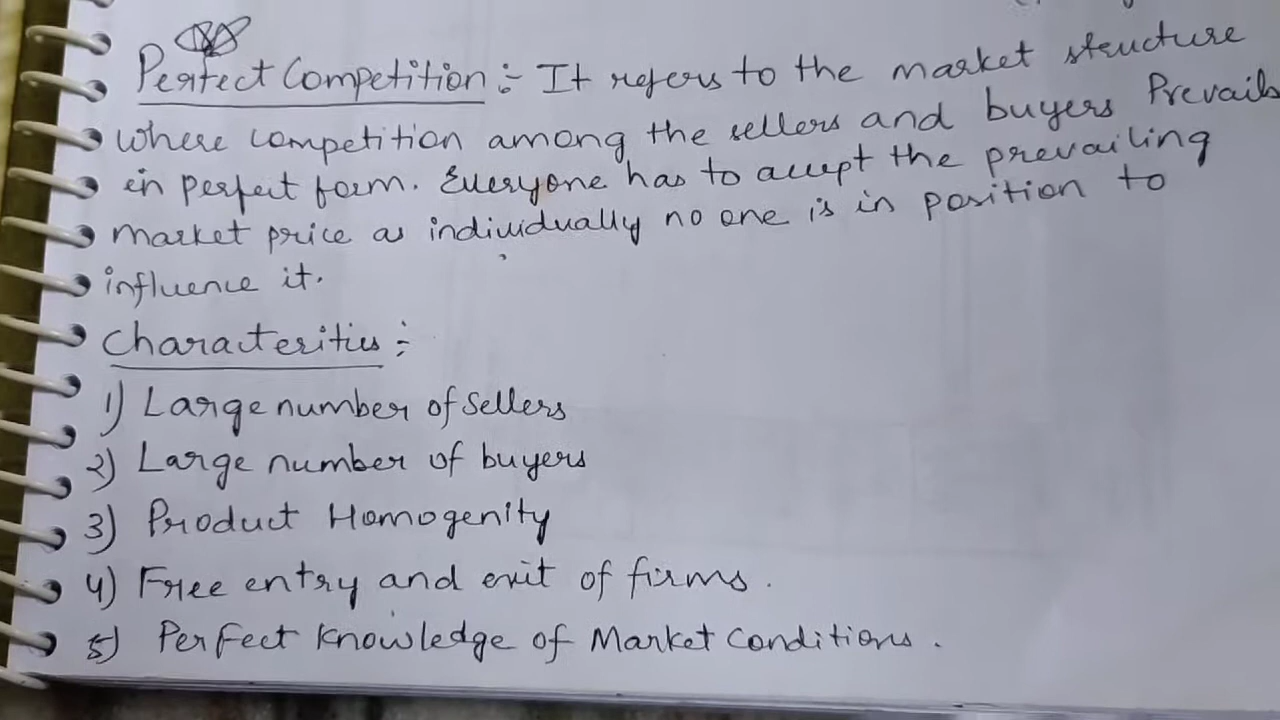 Perfect Competition :- It refers to the market structure
where competition among the sellers and buyers Prevails
in perfect form. Everyone has to accept the prevailing
market price as individually no one is in position to
influence it.
Characteritics :-
1) Large number of sellers
2) Large number of buyers
3) Product Homogenity
4) Free entry and exit of firms.
5) Perfect knowledge of Market Conditions.